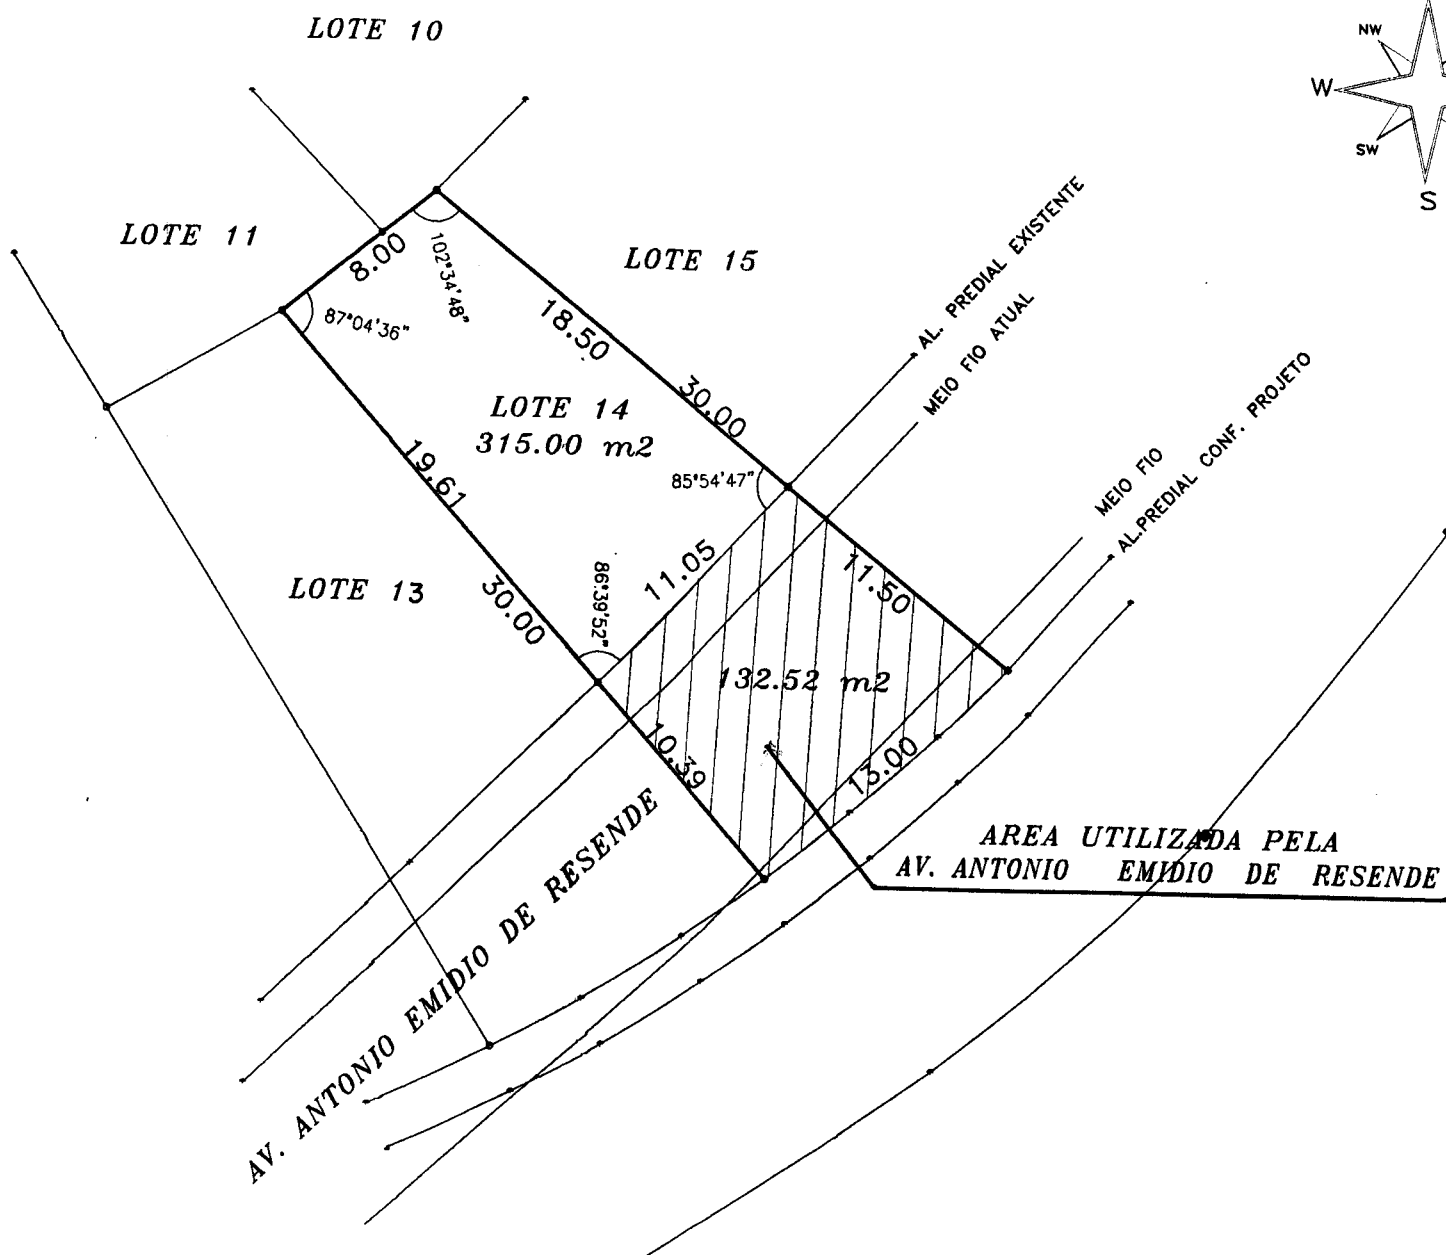 LOTE 10
NW
W
SW
S
LOTE 11
8.00
102°34'48"
87°04'36"
LOTE 15
18.50
30.00
AL. PREDIAL EXISTENTE
MEIO FIO ATUAL
MEIO FIO
AL.PREDIAL CONF. PROJETO
LOTE 14
315.00 m2
19.61
30.00
85°54'47"
LOTE 13
86°39'52"
11.05
11.50
132.52 m2
10.39
13.00
AREA UTILIZADA PELA
AV. ANTONIO EMIDIO DE RESENDE
AV. ANTONIO EMIDIO DE RESENDE